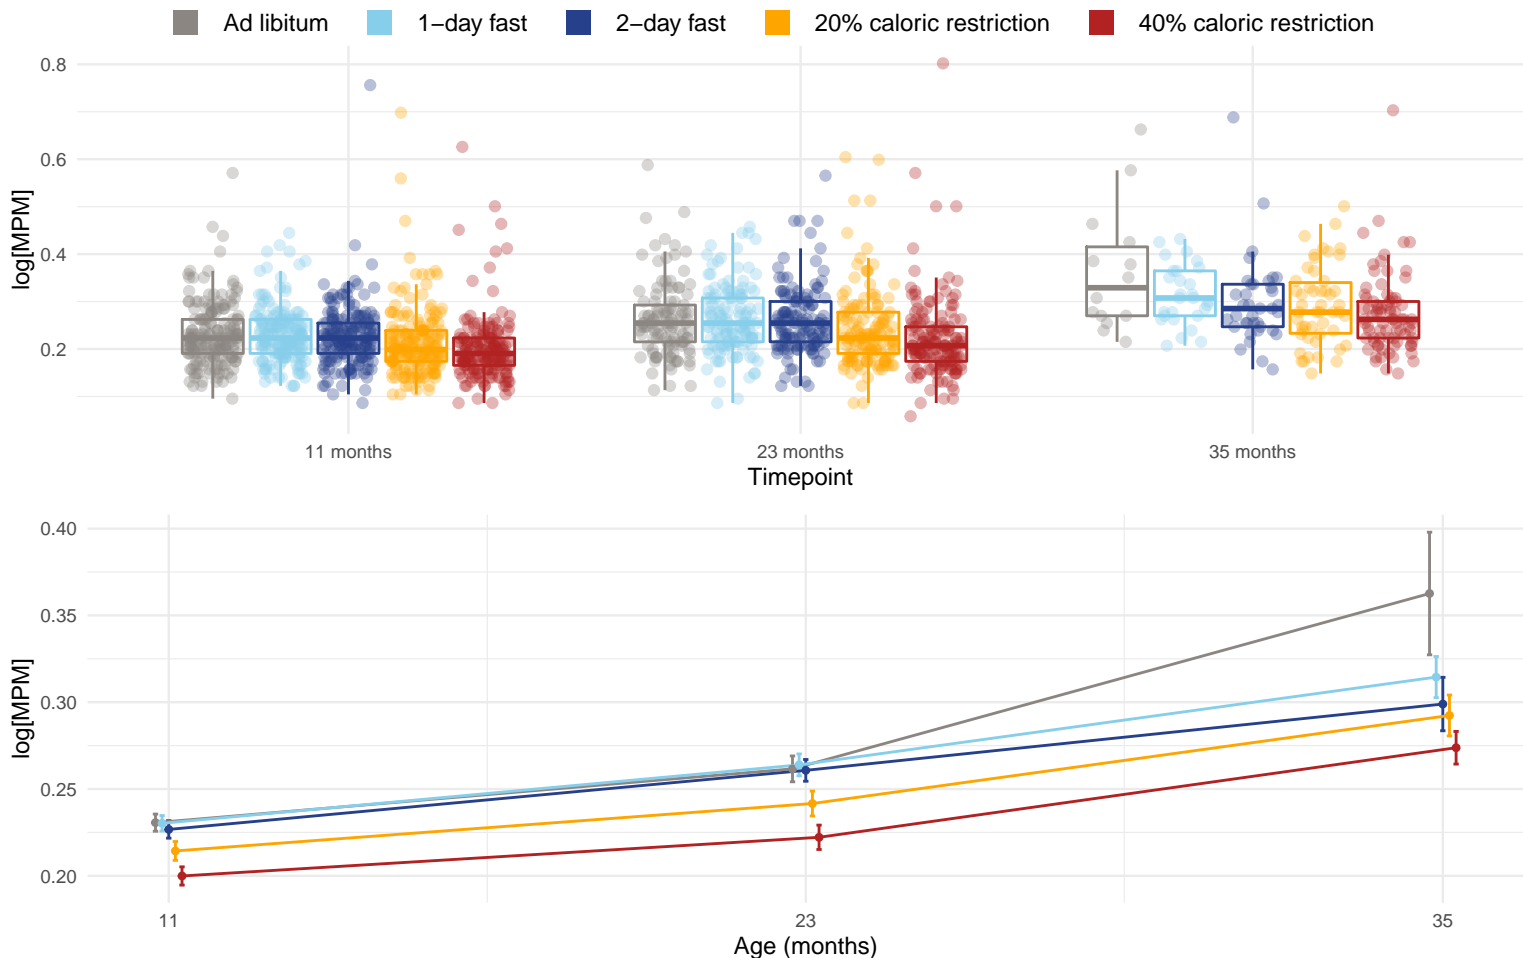 Ad libitum 1−day fast 2−day fast 20% caloric restriction 40% caloric restriction
log[MPM]
0.8
0.6
0.4
0.2
11 months 23 months 35 months
Timepoint
log[MPM]
0.40
0.35
0.30
0.25
0.20
11 23 35
Age (months)